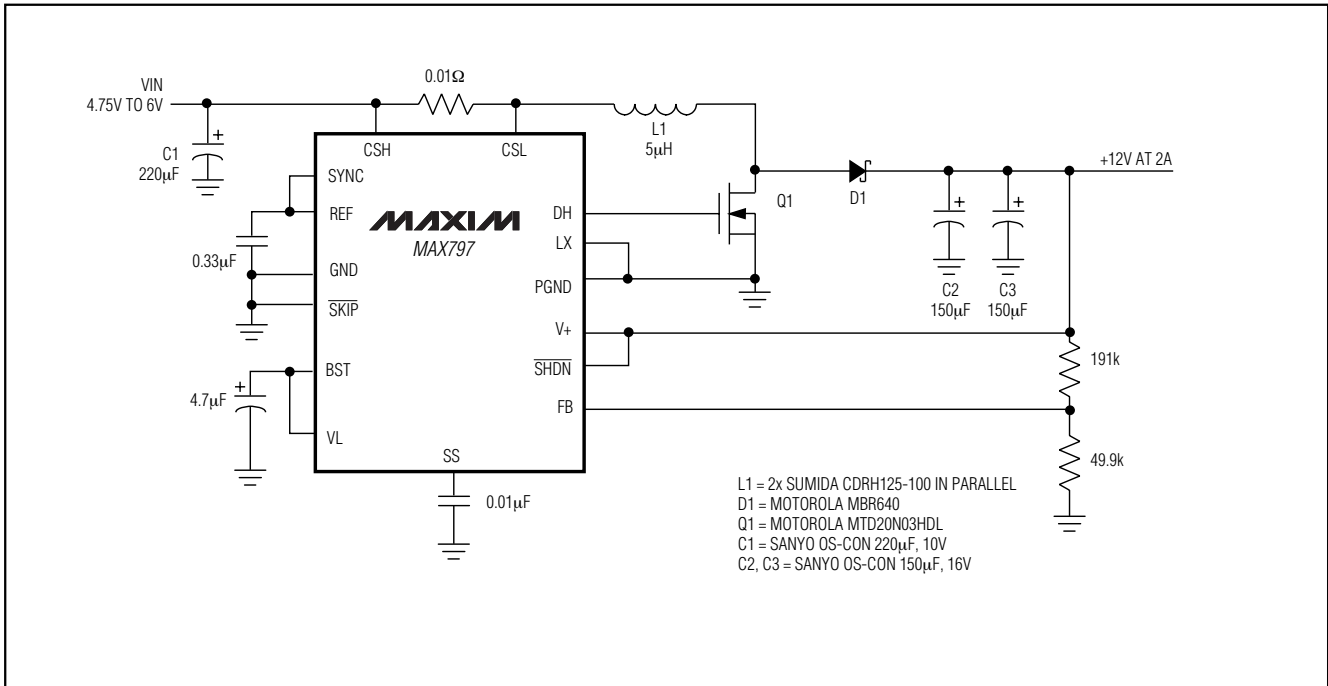 VIN
4.75V TO 6V
0.01Ω
C1
220µF
+
CSH
CSL
L1
5µH
SYNC
REF
0.33µF
GND
SKIP
BST
4.7µF
+
VL
SS
0.01µF
MAXIM
MAX797
DH
LX
PGND
V+
SHDN
FB
Q1
D1
+12V AT 2A
+
+
C2
150µF
C3
150µF
191k
49.9k
L1 = 2x SUMIDA CDRH125-100 IN PARALLEL
D1 = MOTOROLA MBR640
Q1 = MOTOROLA MTD20N03HDL
C1 = SANYO OS-CON 220µF, 10V
C2, C3 = SANYO OS-CON 150µF, 16V